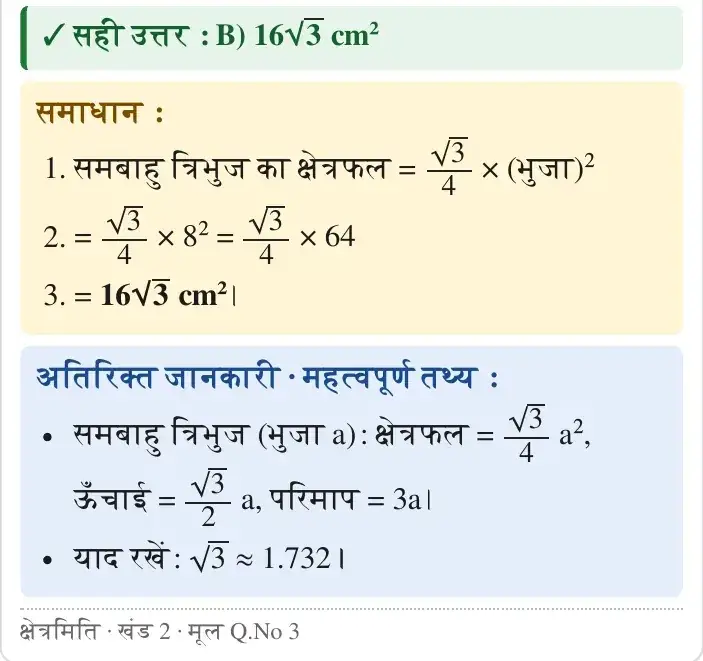 ✓ सही उत्तर : B) 16√3 cm²
समाधान :
1. समबाहु त्रिभुज का क्षेत्रफल = √3/4 × (भुजा)²
2. = √3/4 × 8² = √3/4 × 64
3. = 16√3 cm²।
अतिरिक्त जानकारी · महत्वपूर्ण तथ्य :
• समबाहु त्रिभुज (भुजा a) : क्षेत्रफल = √3/4 a²,
ऊँचाई = √3/2 a, परिमाप = 3a।
• याद रखें : √3 ≈ 1.732।
क्षेत्रमिति · खंड 2 · मूल Q.No 3